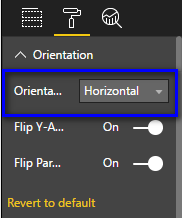 Orientation
Orienta... Horizontal
Flip Y-A... On
Flip Par... On
Revert to default